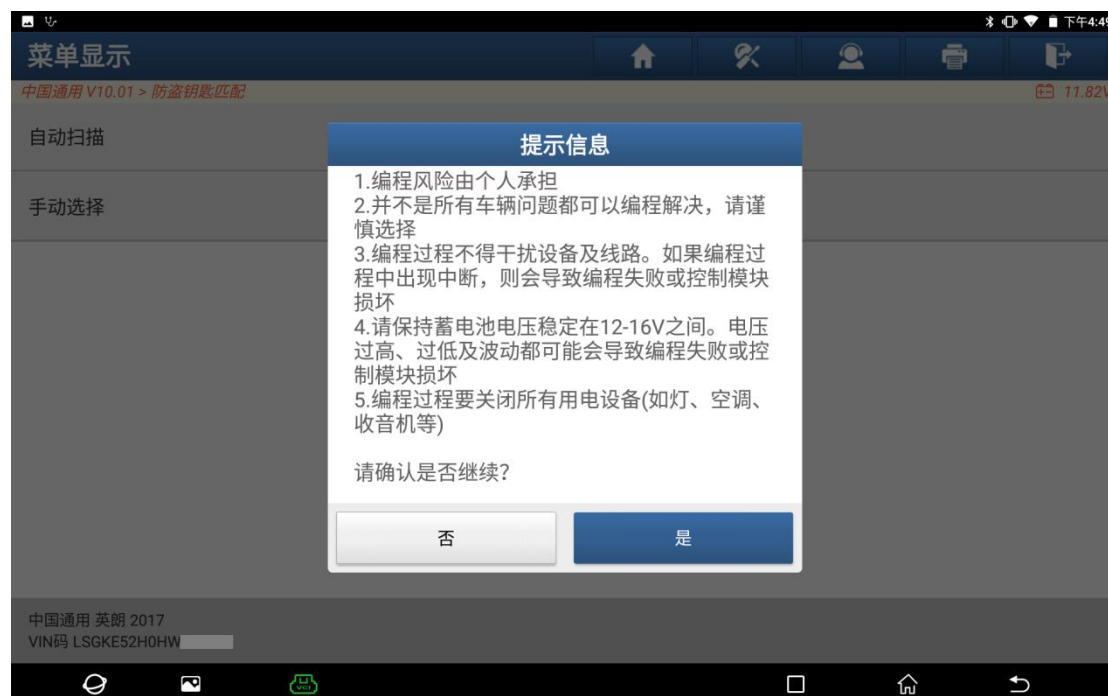 下午4:49
菜单显示
中国通用 V10.01 > 防盗钥匙匹配
11.82V
自动扫描
手动选择
提示信息
1.编程风险由个人承担
2.并不是所有车辆问题都可以编程解决，请谨
慎选择
3.编程过程不得干扰设备及线路。如果编程过
程中出现中断，则会导致编程失败或控制模块
损坏
4.请保持蓄电池电压稳定在12-16V之间。电压
过高、过低及波动都可能会导致编程失败或控
制模块损坏
5.编程过程要关闭所有用电设备(如灯、空调、
收音机等)
请确认是否继续?
否
是
中国通用 英朗 2017
VIN码 LSGKE52H0HW
VCI